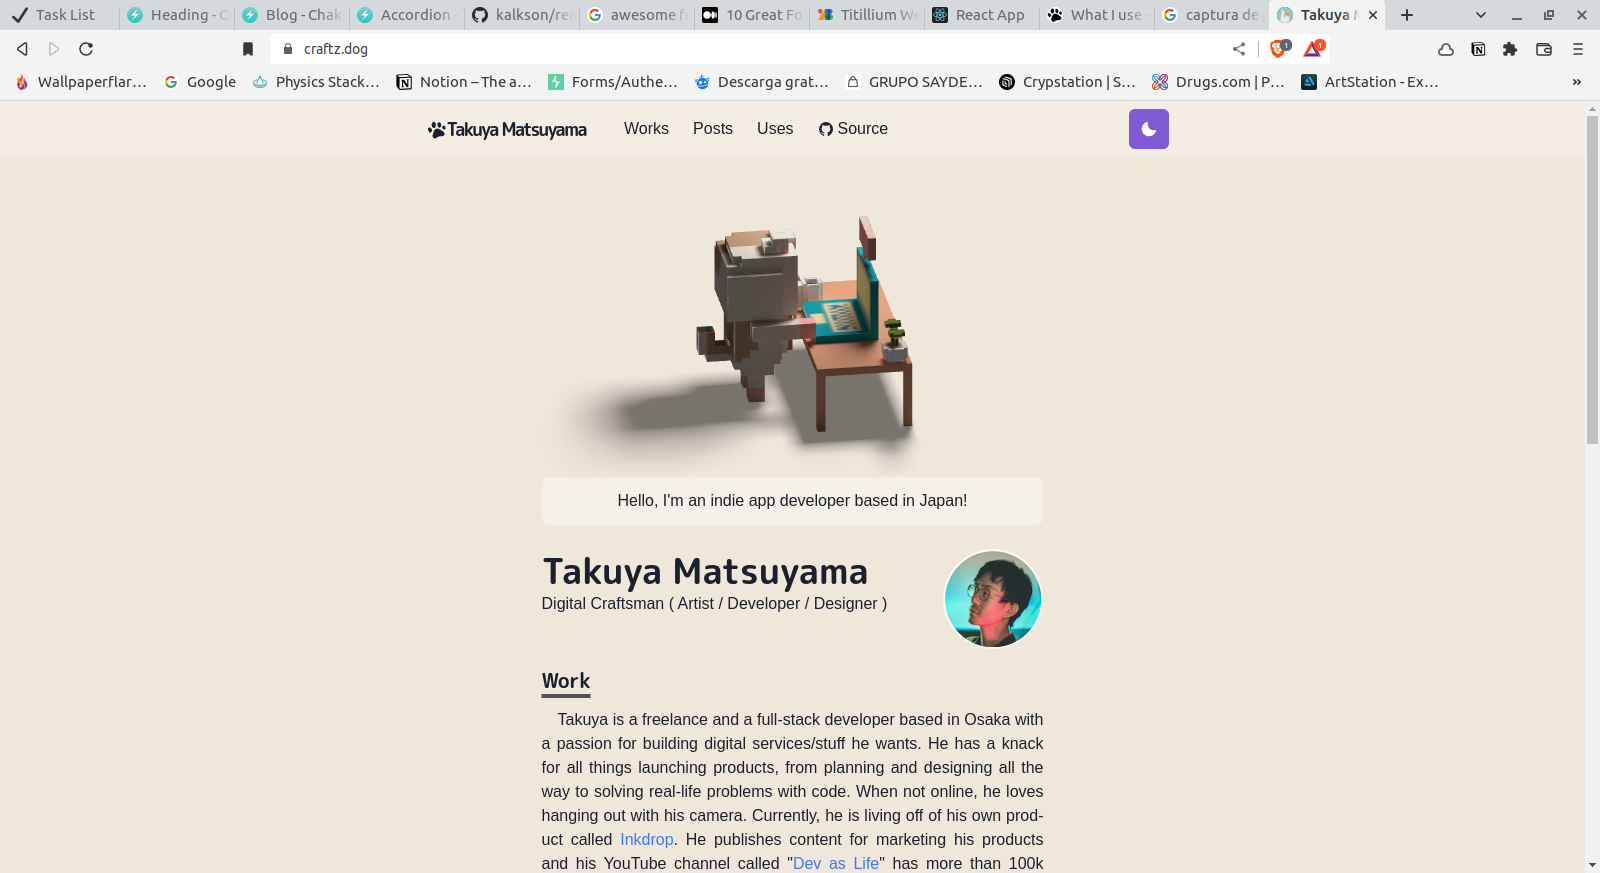 Task List
Heading - C
Blog - Chak
Accordion -
kalkson/rea
awesome fo
10 Great Fo
Titillium We
React App
What I use -
captura de
Takuya M
craftz.dog
1
1
Wallpaperflar...
Google
Physics Stack...
Notion – The a...
Forms/Authe...
Descarga grat...
GRUPO SAYDE...
Crypstation | S...
Drugs.com | P...
ArtStation - Ex...
»
Takuya Matsuyama
Works
Posts
Uses
Source
Hello, I'm an indie app developer based in Japan!
Takuya Matsuyama
Digital Craftsman ( Artist / Developer / Designer )
Work
Takuya is a freelance and a full-stack developer based in Osaka with
a passion for building digital services/stuff he wants. He has a knack
for all things launching products, from planning and designing all the
way to solving real-life problems with code. When not online, he loves
hanging out with his camera. Currently, he is living off of his own prod-
uct called Inkdrop. He publishes content for marketing his products
and his YouTube channel called "Dev as Life" has more than 100k